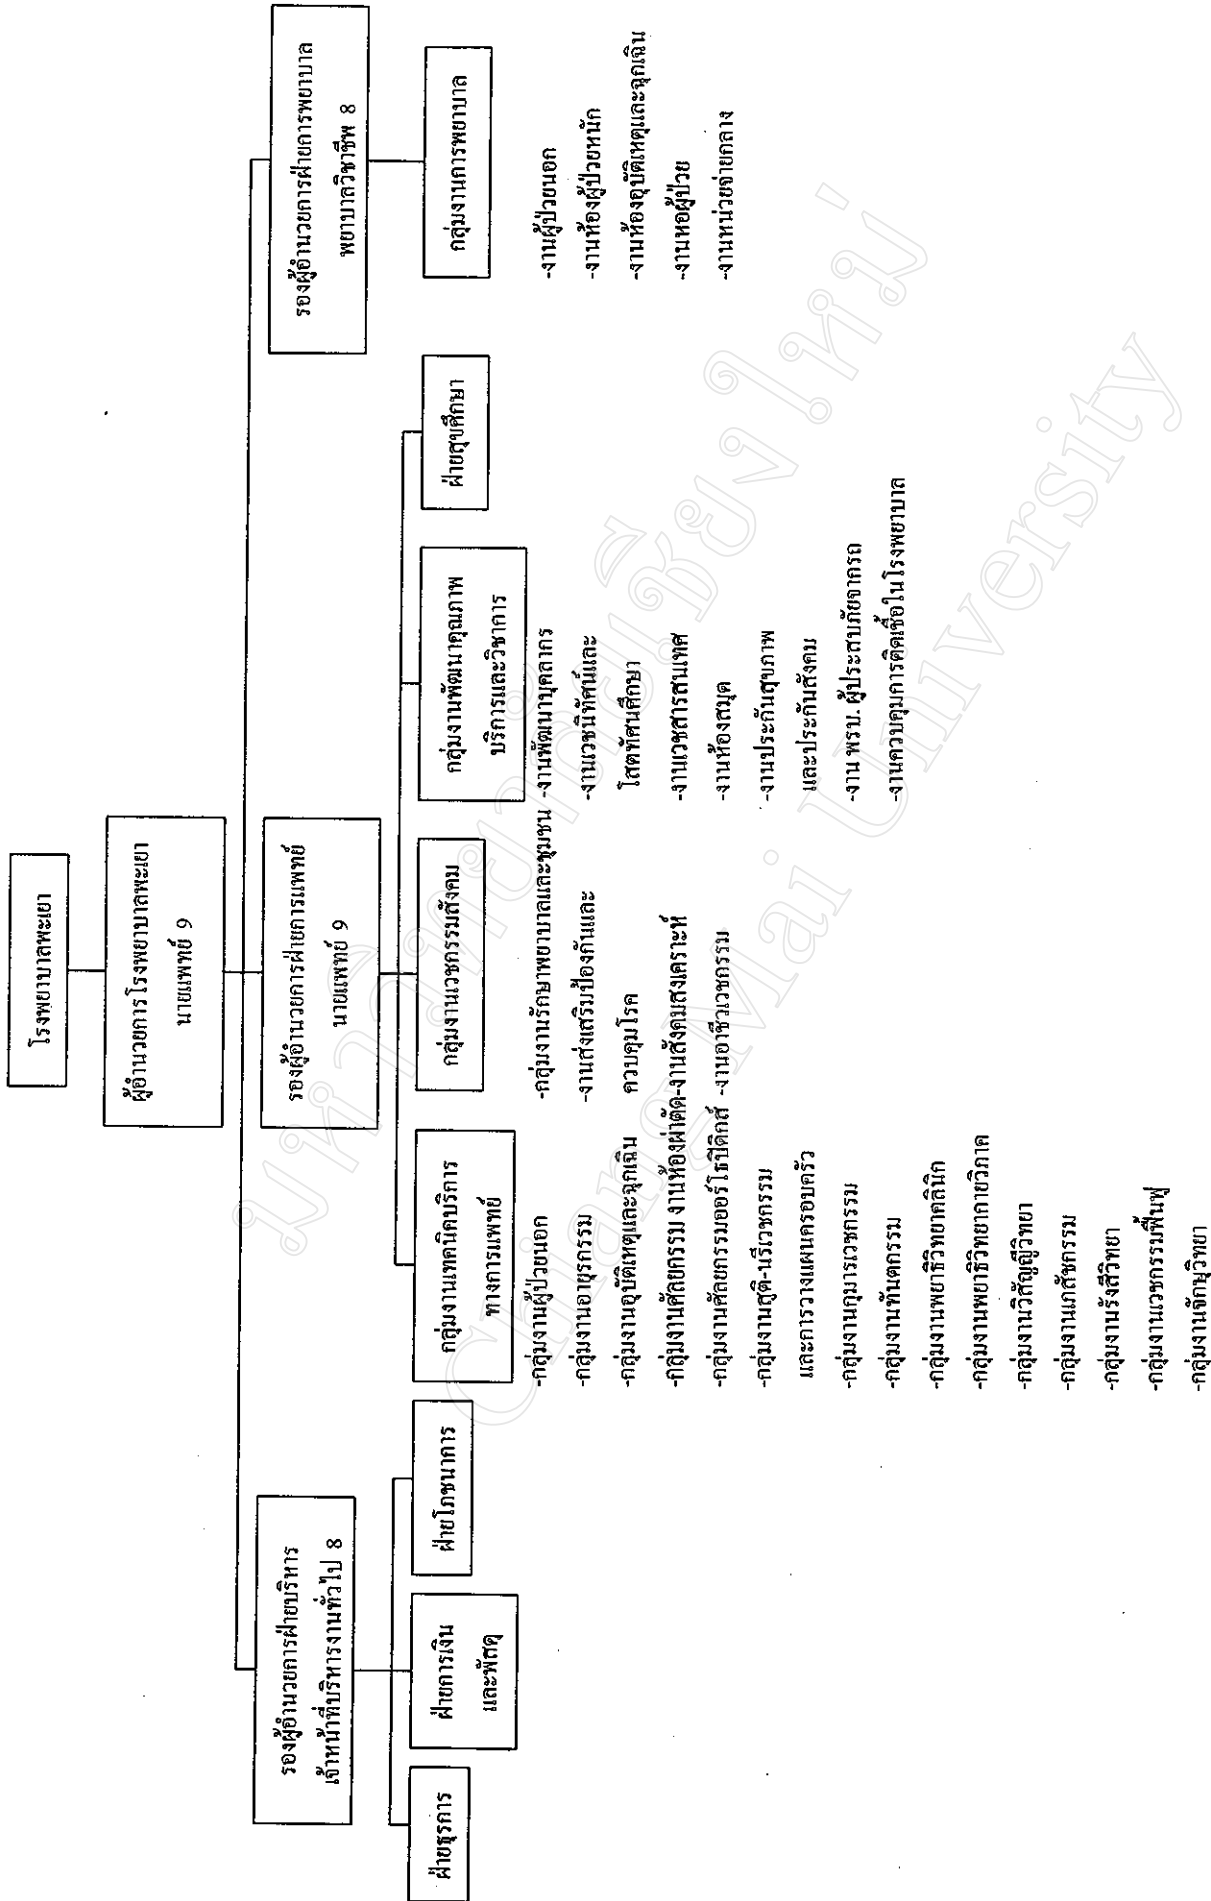 โรงพยาบาลพะเยา
ผู้อำนวยการโรงพยาบาลพะเยา
นายแพทย์ 9
รองผู้อำนวยการฝ่ายบริหาร
เจ้าหน้าที่บริหารงานทั่วไป 8
รองผู้อำนวยการฝ่ายการแพทย์
นายแพทย์ 9
รองผู้อำนวยการฝ่ายการพยาบาล
พยาบาลวิชาชีพ 8
ฝ่ายธุรการ
ฝ่ายการเงิน
และพัสดุ
ฝ่ายโภชนาการ
กลุ่มงานเทคนิคบริการ
ทางการแพทย์
-กลุ่มงานผู้ป่วยนอก
-กลุ่มงานอายุรกรรม
-กลุ่มงานอุบัติเหตุและฉุกเฉิน
-กลุ่มงานศัลยกรรม งานห้องผ่าตัด
-กลุ่มงานศัลยกรรมออร์โธปิดิกส์
-กลุ่มงานสูติ-นรีเวชกรรม
และการวางแผนครอบครัว
-กลุ่มงานกุมารเวชกรรม
-กลุ่มงานทันตกรรม
-กลุ่มงานพยาธิวิทยาคลินิก
-กลุ่มงานพยาธิวิทยากายวิภาค
-กลุ่มงานวิสัญญีวิทยา
-กลุ่มงานเภสัชกรรม
-กลุ่มงานรังสีวิทยา
-กลุ่มงานเวชกรรมฟื้นฟู
-กลุ่มงานจักษุวิทยา
กลุ่มงานเวชกรรมสังคม
-กลุ่มงานรักษาพยาบาลและชุมชน
-งานส่งเสริมป้องกันและ
ควบคุมโรค
-งานสังคมสงเคราะห์
-งานอาชีวเวชกรรม
กลุ่มงานพัฒนาคุณภาพ
บริการและวิชาการ
-งานพัฒนาบุคลากร
-งานเวชนิทัศน์และ
โสตทัศนศึกษา
-งานเวชสารสนเทศ
-งานห้องสมุด
-งานประกันสุขภาพ
และประกันสังคม
-งาน พรบ. ผู้ประสบภัยจากรถ
-งานควบคุมการติดเชื้อในโรงพยาบาล
ฝ่ายสุขศึกษา
กลุ่มงานการพยาบาล
-งานผู้ป่วยนอก
-งานห้องผู้ป่วยหนัก
-งานห้องอุบัติเหตุและฉุกเฉิน
-งานหอผู้ป่วย
-งานหน่วยจ่ายกลาง
มหาวิทยาลัยเชียงใหม่
Chiang Mai University